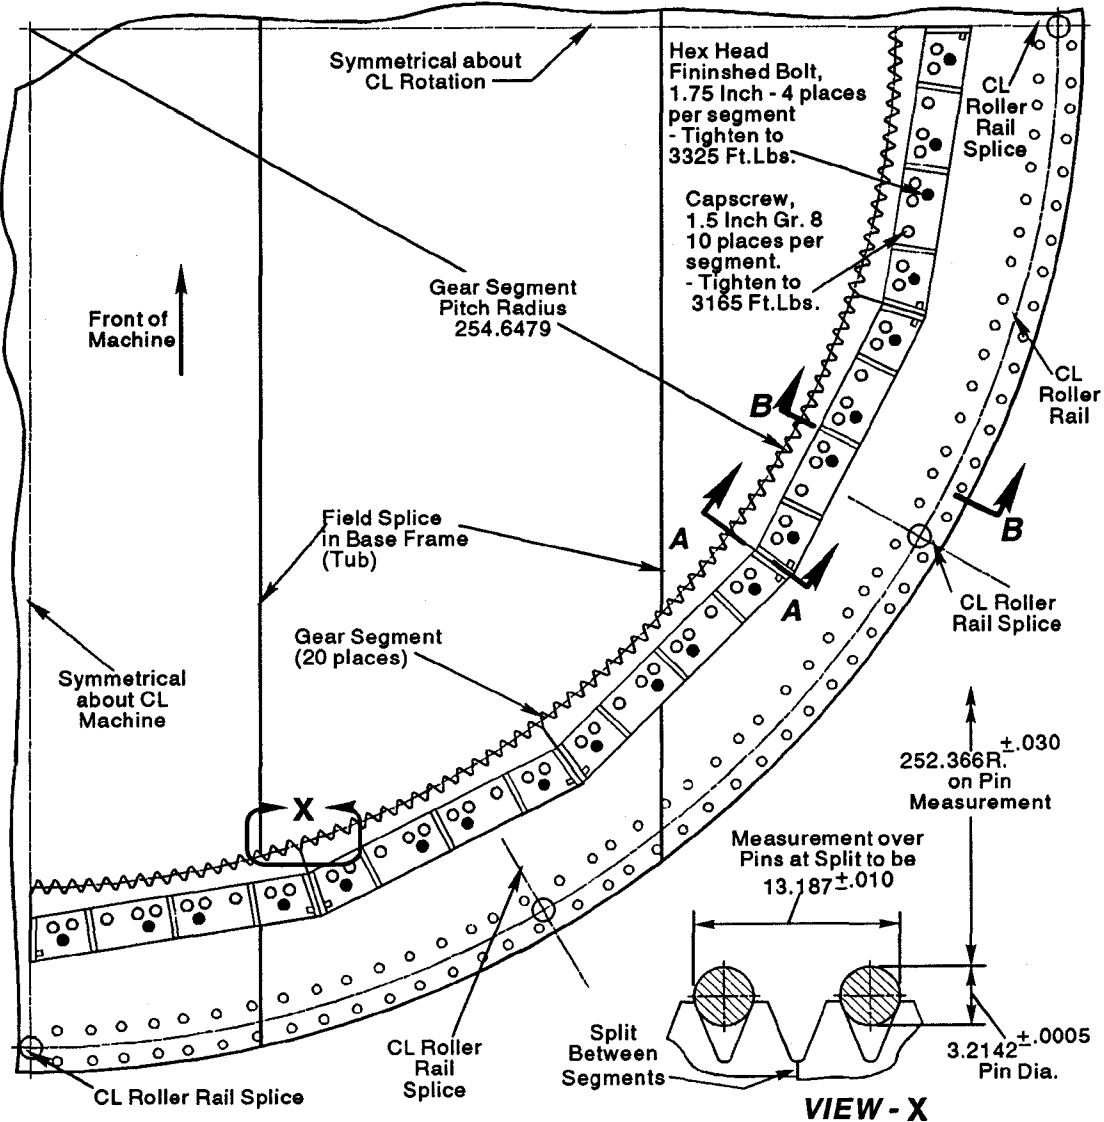 Symmetrical about
CL Rotation
Hex Head
Fininshed Bolt,
1.75 Inch - 4 places
per segment
- Tighten to
3325 Ft.Lbs.
CL
Roller
Rail
Splice
Capscrew,
1.5 Inch Gr. 8
10 places per
segment.
- Tighten to
3165 Ft.Lbs.
Gear Segment
Pitch Radius
254.6479
Front of
Machine
CL
Roller
Rail
B
B
A
A
Field Splice
in Base Frame
(Tub)
CL Roller
Rail Splice
Gear Segment
(20 places)
Symmetrical
about CL
Machine
252.366R.±.030
on Pin
Measurement
X
Measurement over
Pins at Split to be
13.187±.010
CL Roller
Rail
Splice
Split
Between
Segments
3.2142±.0005
Pin Dia.
CL Roller Rail Splice
VIEW - X